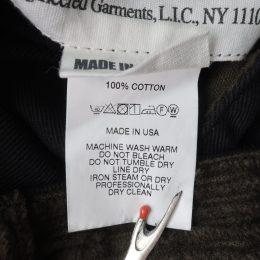 Garments, L.I.C., NY 1110
MADE IN
100% COTTON
F W
MADE IN USA
MACHINE WASH WARM
DO NOT BLEACH
DO NOT TUMBLE DRY
LINE DRY
IRON STEAM OR DRY
PROFESSIONALLY
DRY CLEAN